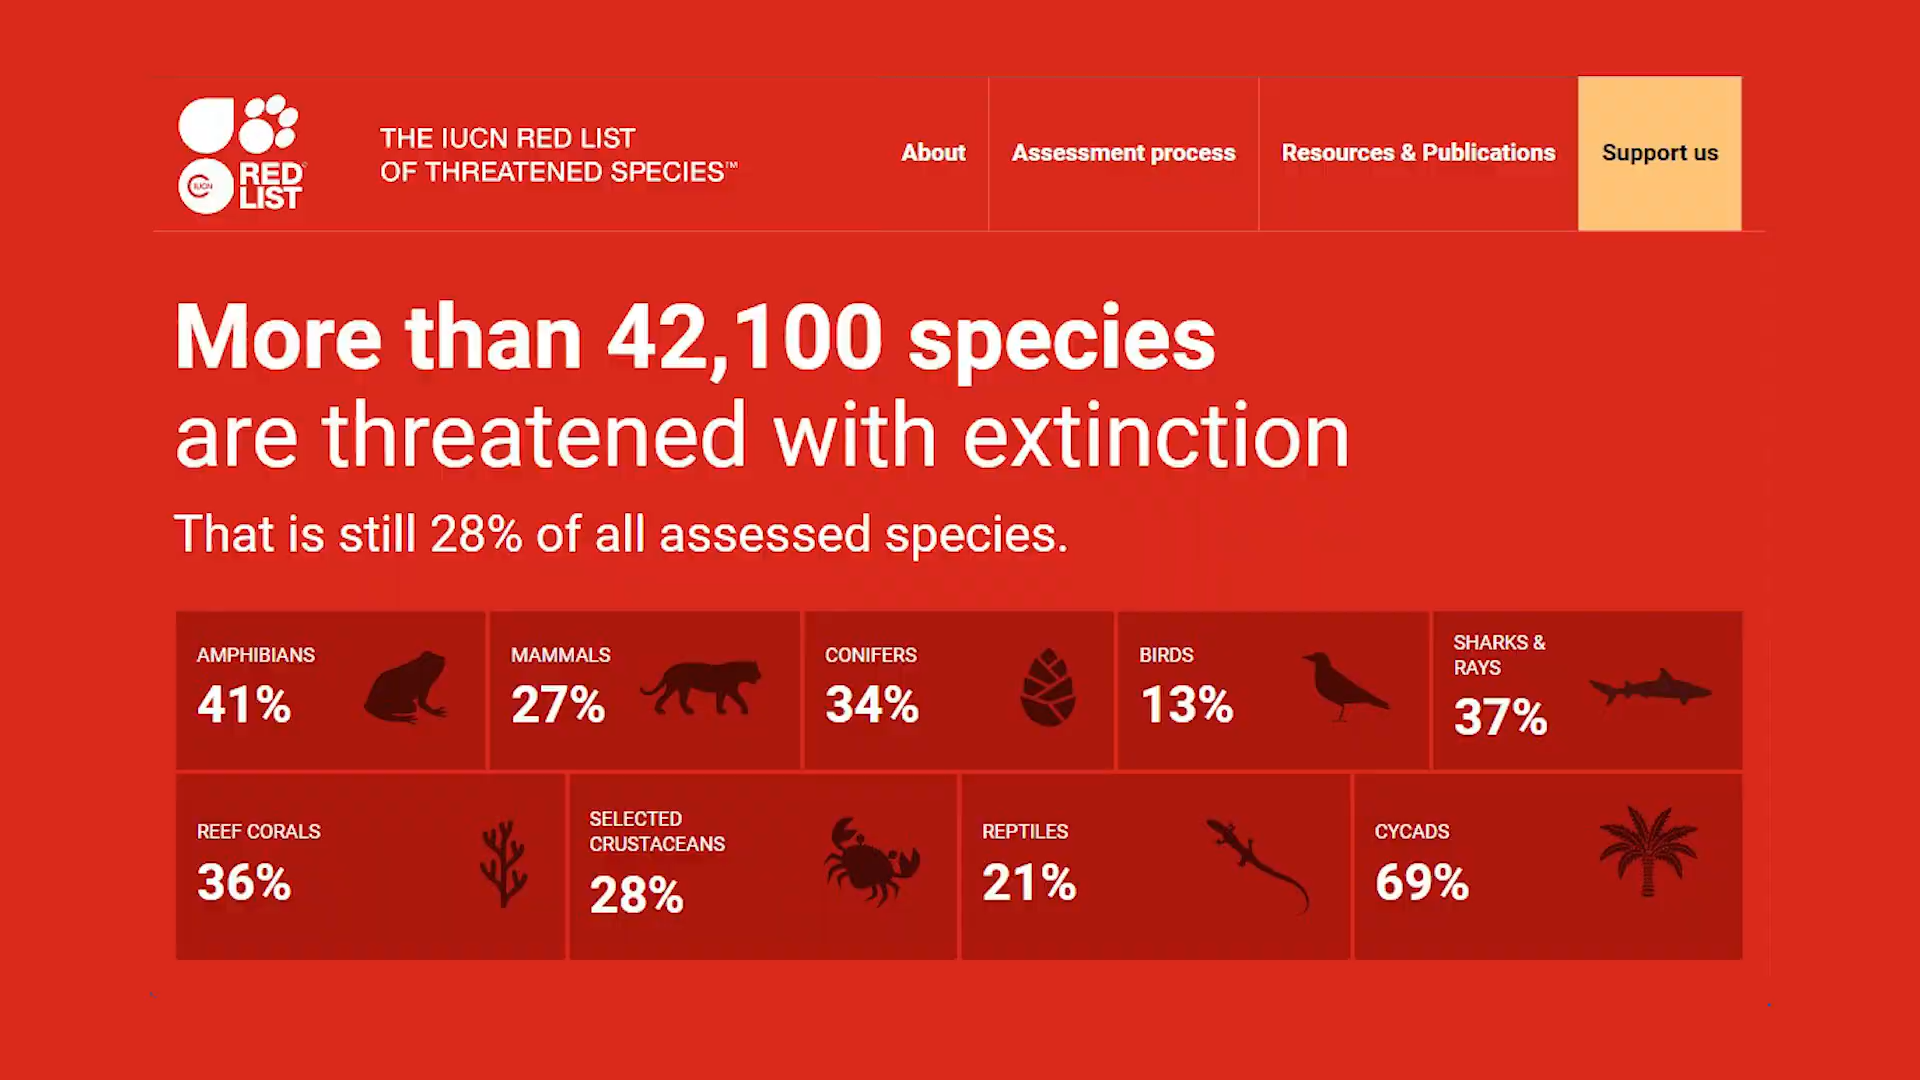 RED
LIST
IUCN
THE IUCN RED LIST
OF THREATENED SPECIES™
About
Assessment process
Resources & Publications
Support us
More than 42,100 species
are threatened with extinction
That is still 28% of all assessed species.
AMPHIBIANS
41%
MAMMALS
27%
CONIFERS
34%
BIRDS
13%
SHARKS &
RAYS
37%
REEF CORALS
36%
SELECTED
CRUSTACEANS
28%
REPTILES
21%
CYCADS
69%